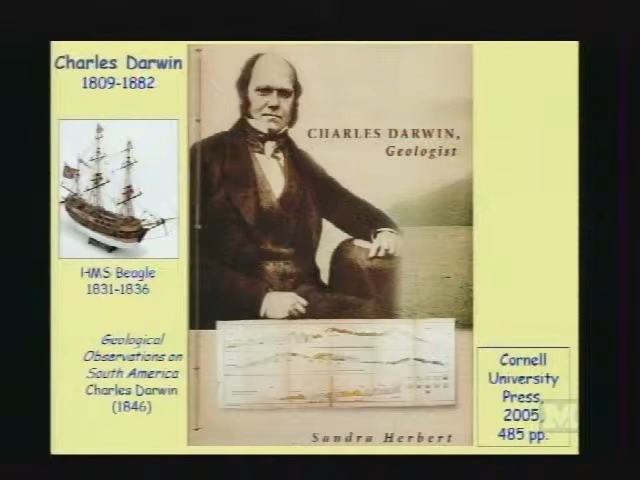 Charles Darwin
1809-1882
HMS Beagle
1831-1836
Geological
Observations on
South America
Charles Darwin
(1846)
CHARLES DARWIN,
Geologist
Sandra Herbert
Cornell
University
Press,
2005,
485 pp.